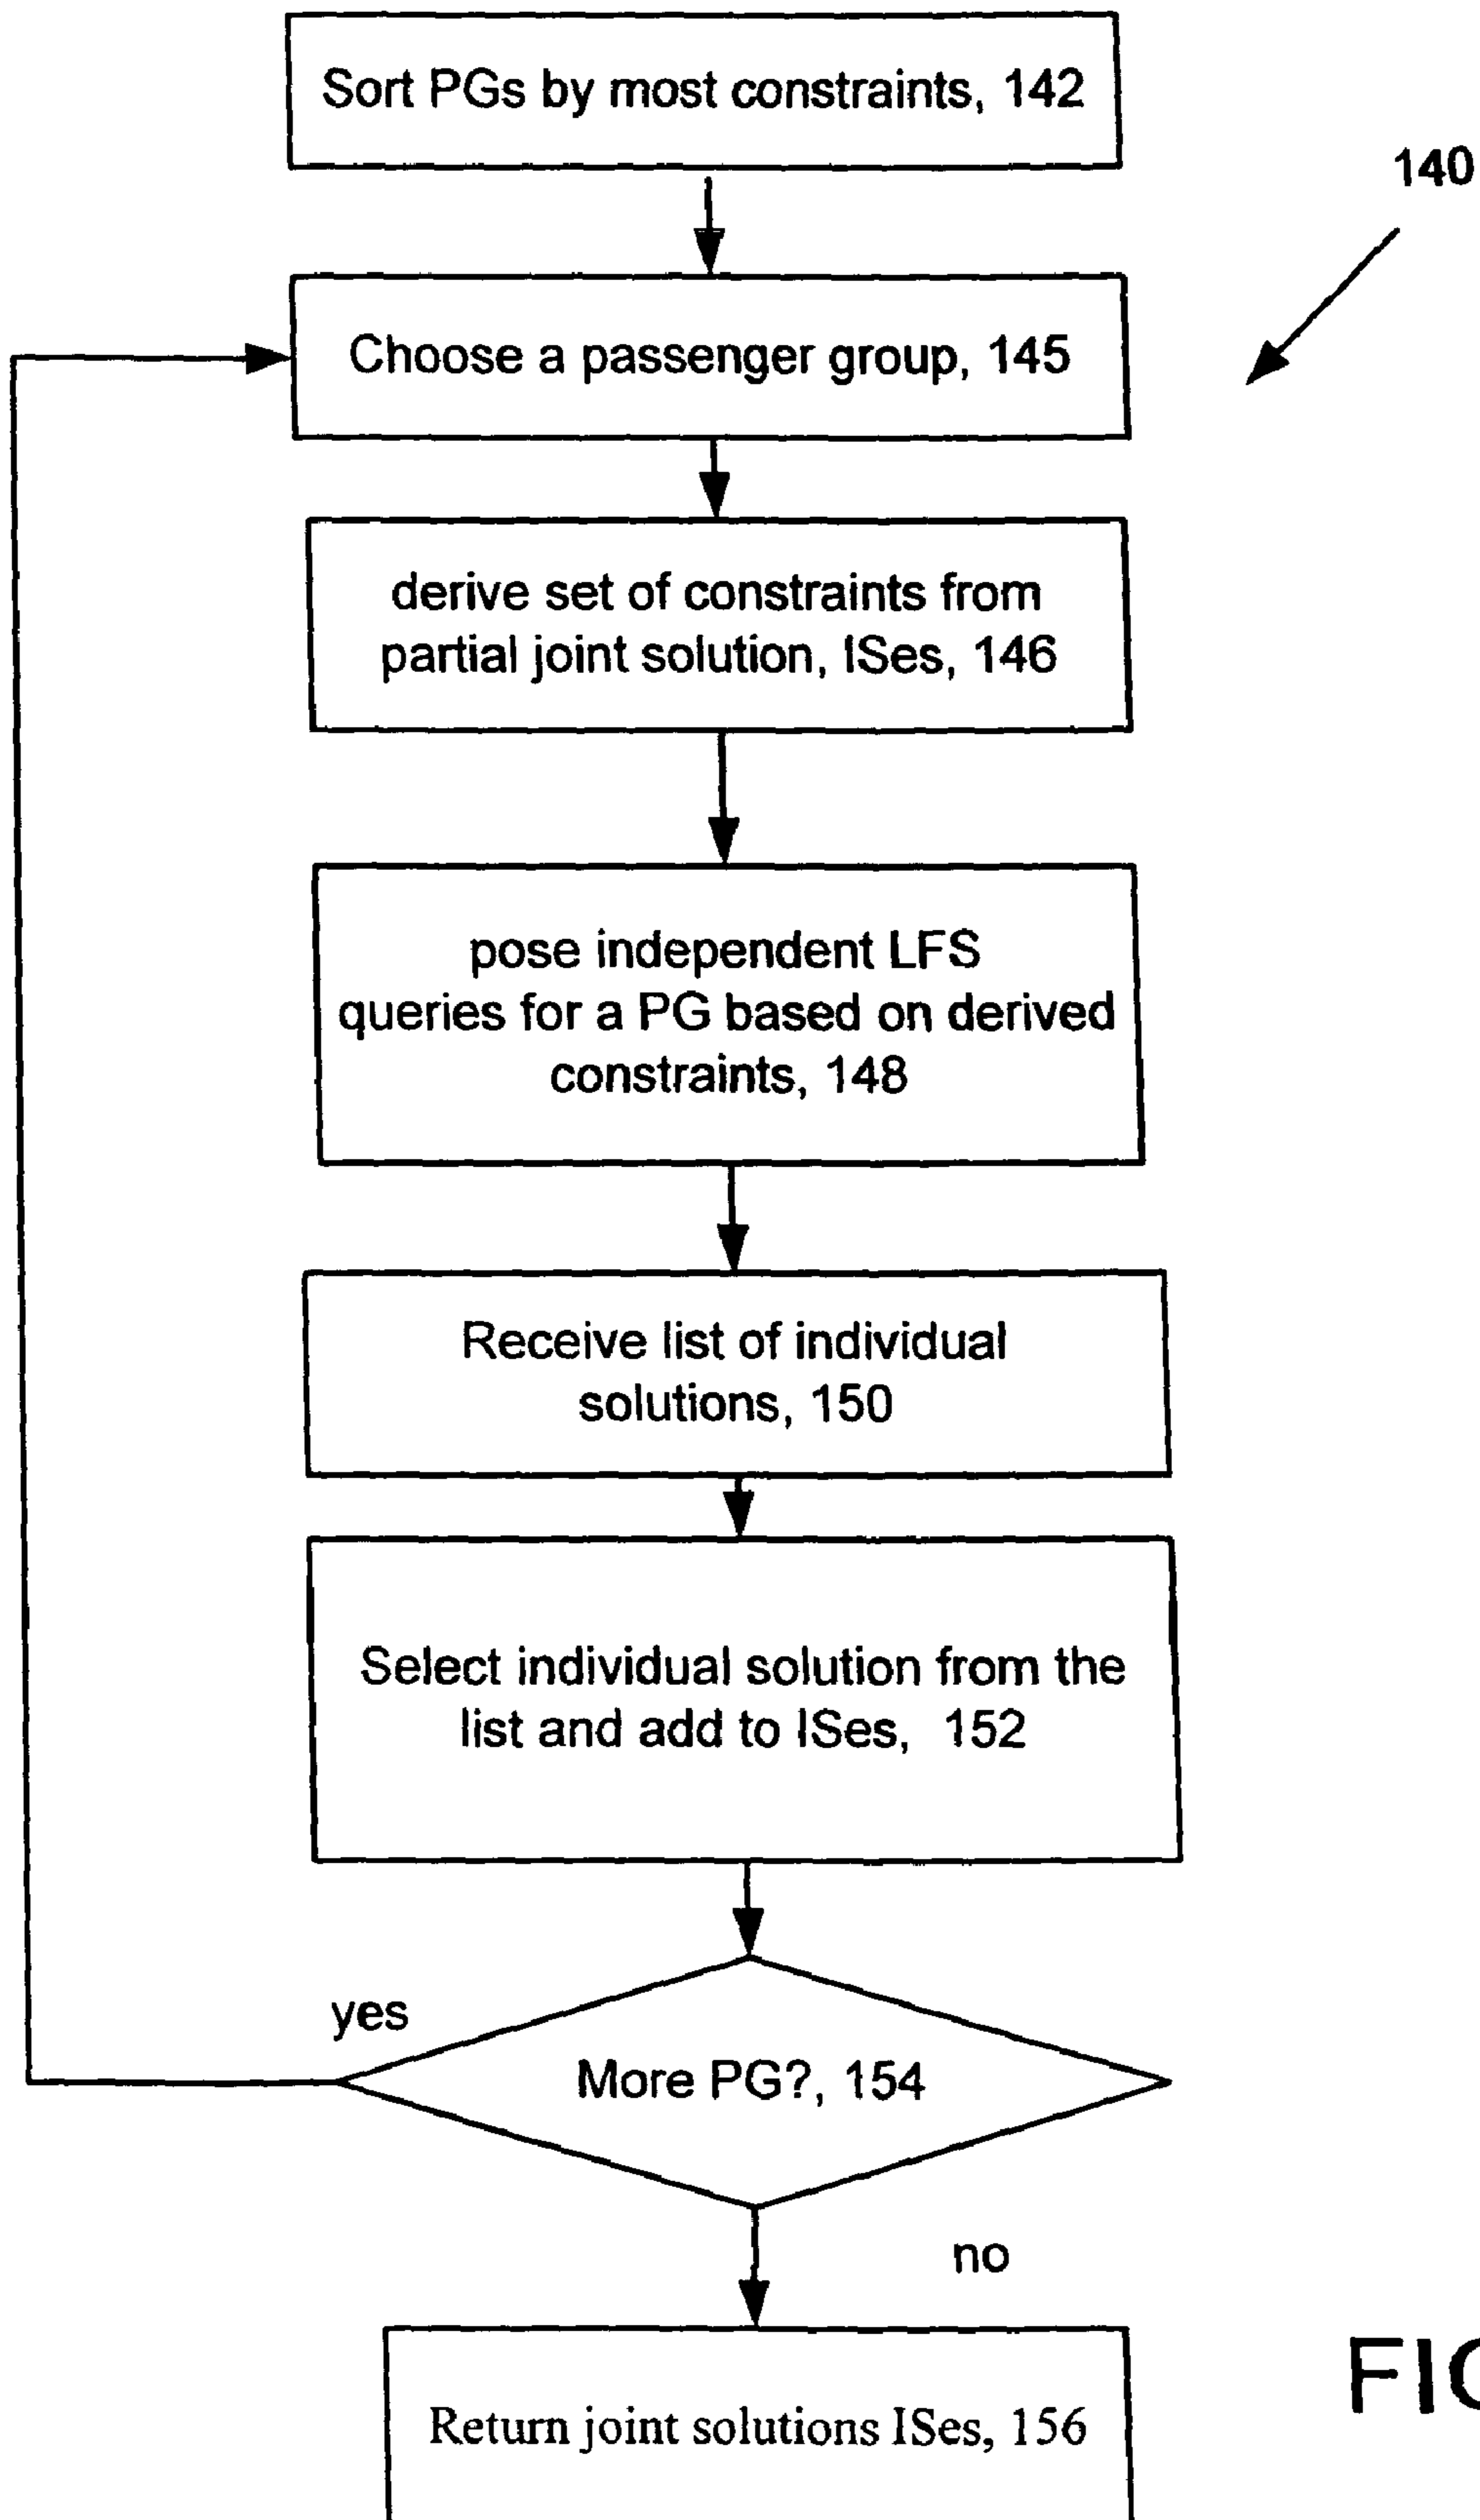 Sort PGs by most constraints, 142
140
Choose a passenger group, 145
derive set of constraints from
partial joint solution, ISes, 146
pose independent LFS
queries for a PG based on derived
constraints, 148
Receive list of individual
solutions, 150
Select individual solution from the
list and add to ISes, 152
yes
More PG?, 154
no
Return joint solutions ISes, 156